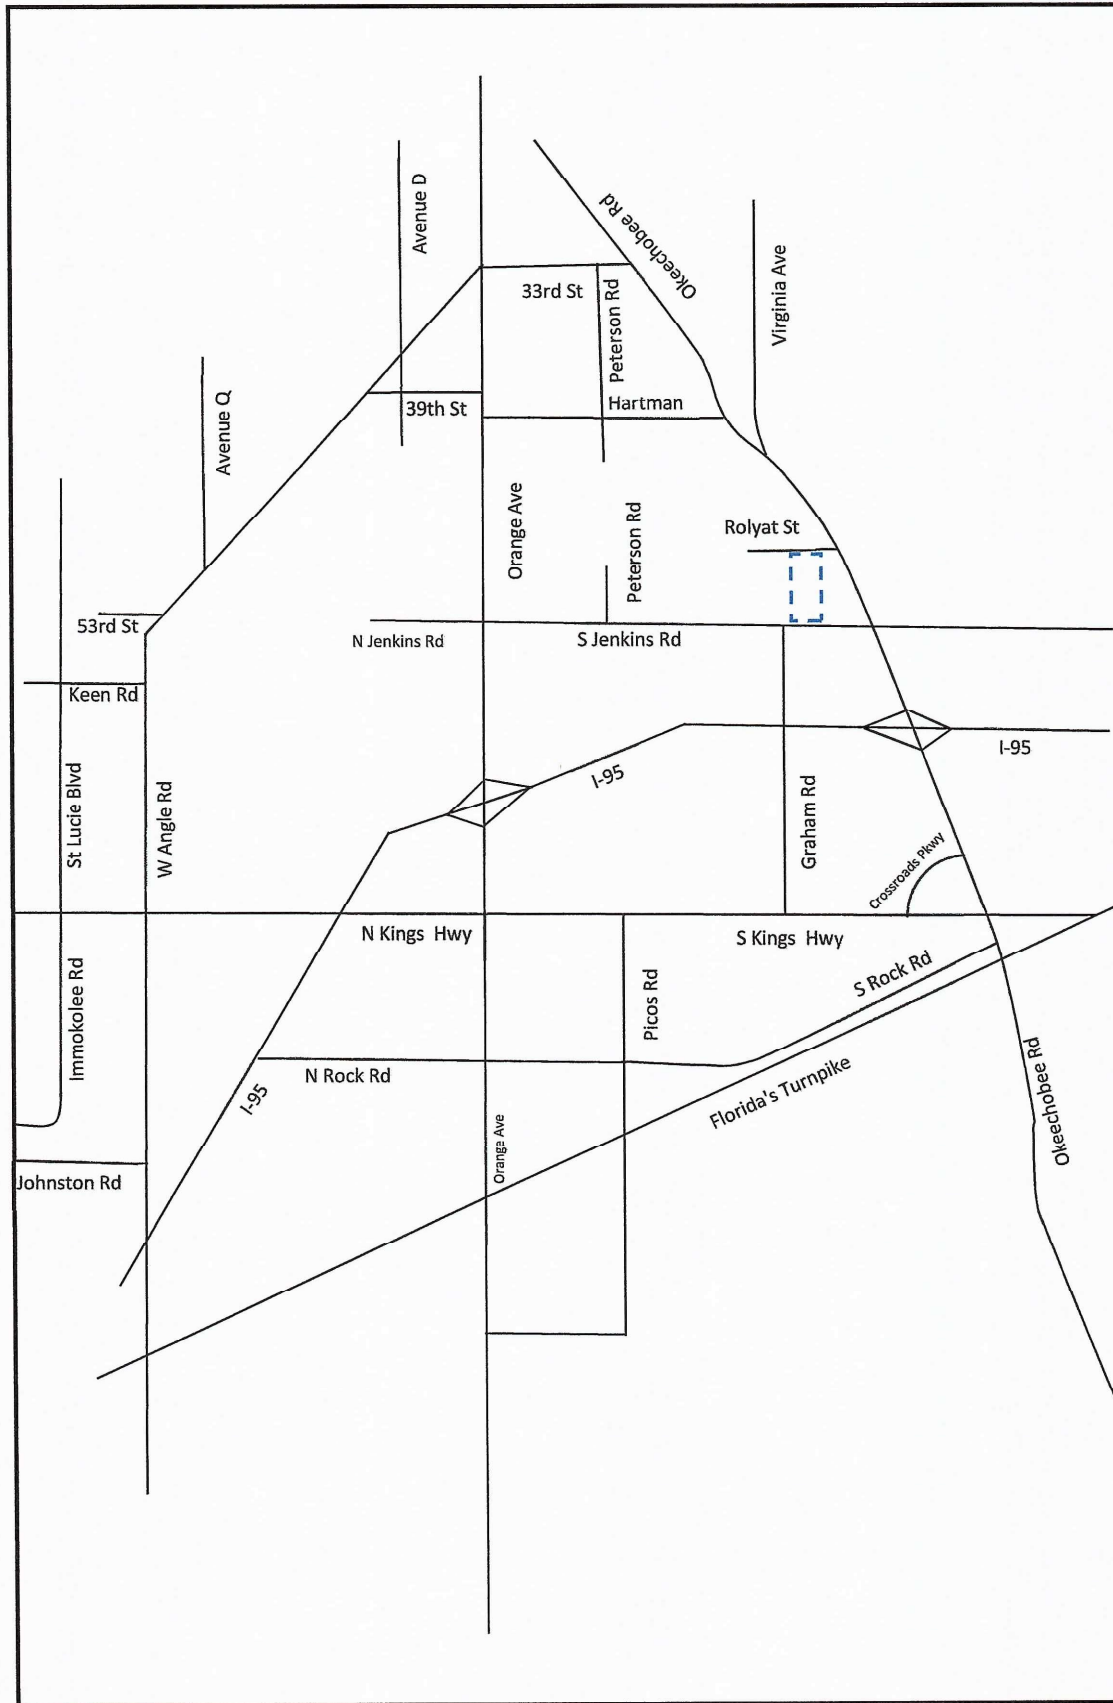 Avenue D
Okeechobee Rd
Virginia Ave
33rd St
Peterson Rd
Avenue Q
39th St
Hartman
Orange Ave
Peterson Rd
Rolyat St
53rd St
N Jenkins Rd
S Jenkins Rd
Keen Rd
I-95
I-95
St Lucie Blvd
W Angle Rd
Graham Rd
Crossroads Pkwy
N Kings Hwy
S Kings Hwy
Immokolee Rd
Picos Rd
S Rock Rd
N Rock Rd
I-95
Florida's Turnpike
Okeechobee Rd
Orange Ave
Johnston Rd